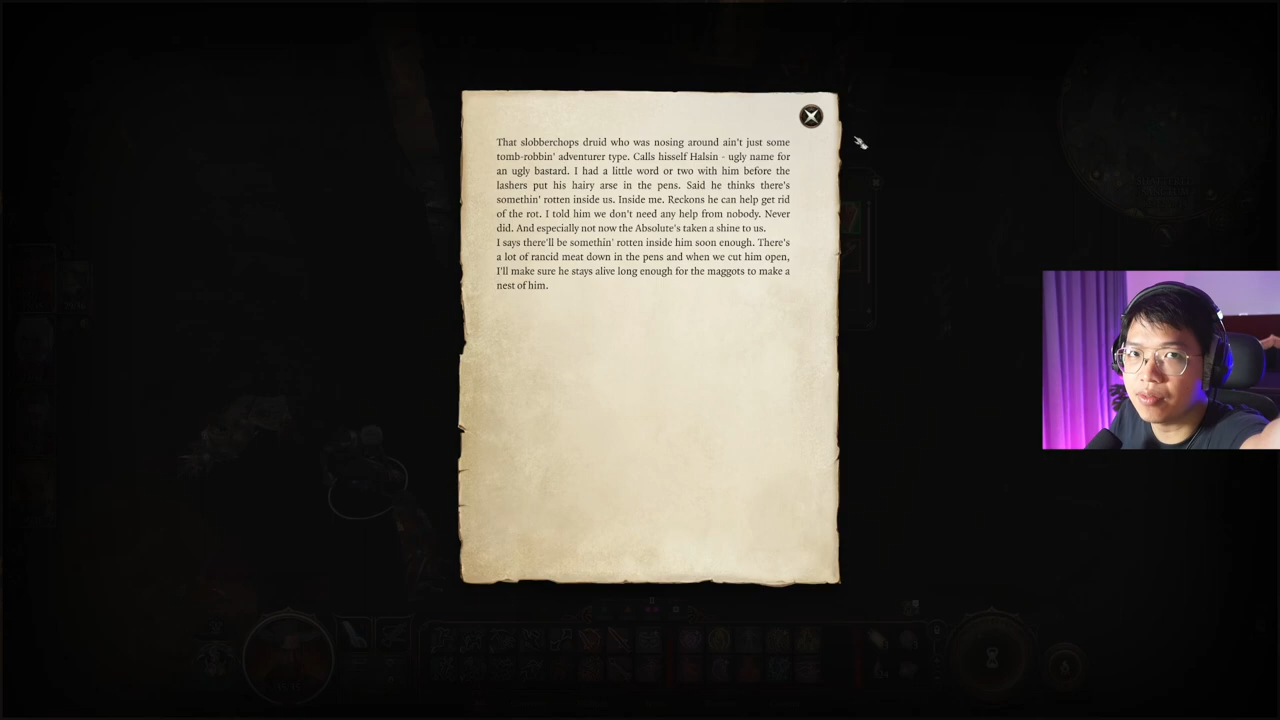 That slobberchops druid who was nosing around ain't just some
tomb-robbin' adventurer type. Calls hisself Halsin - ugly name for
an ugly bastard. I had a little word or two with him before the
lashers put his hairy arse in the pens. Said he thinks there's
somethin' rotten inside us. Inside me. Reckons he can help get rid
of the rot. I told him we don't need any help from nobody. Never
did. And especially not now the Absolute's taken a shine to us.
I says there'll be somethin' rotten inside him soon enough. There's
a lot of rancid meat down in the pens and when we cut him open,
I'll make sure he stays alive long enough for the maggots to make a
nest of him.